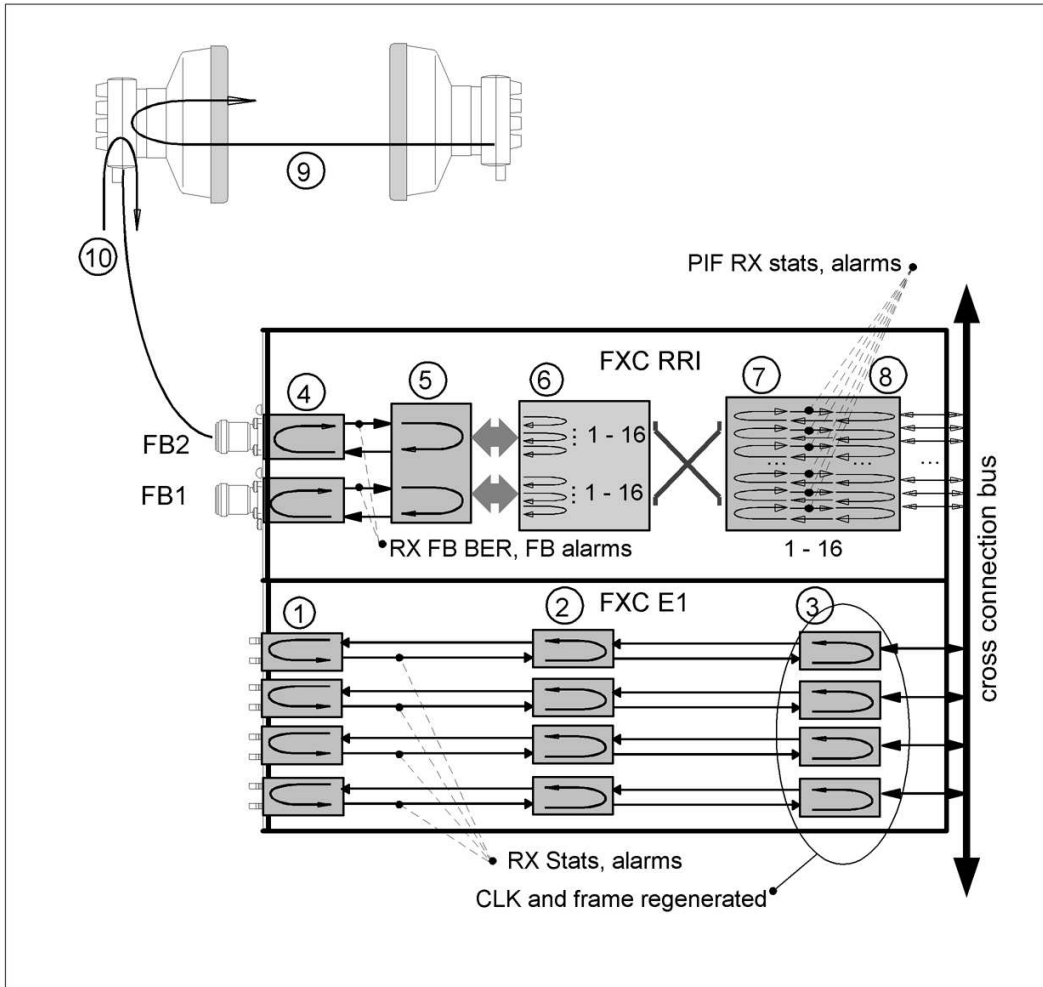 9
10
PIF RX stats, alarms
FXC RRI
4
5
6
7
8
FB2
1 - 16
...
...
...
FB1
1 - 16
RX FB BER, FB alarms
1 - 16
cross connection bus
FXC E1
1
2
3
RX Stats, alarms
CLK and frame regenerated